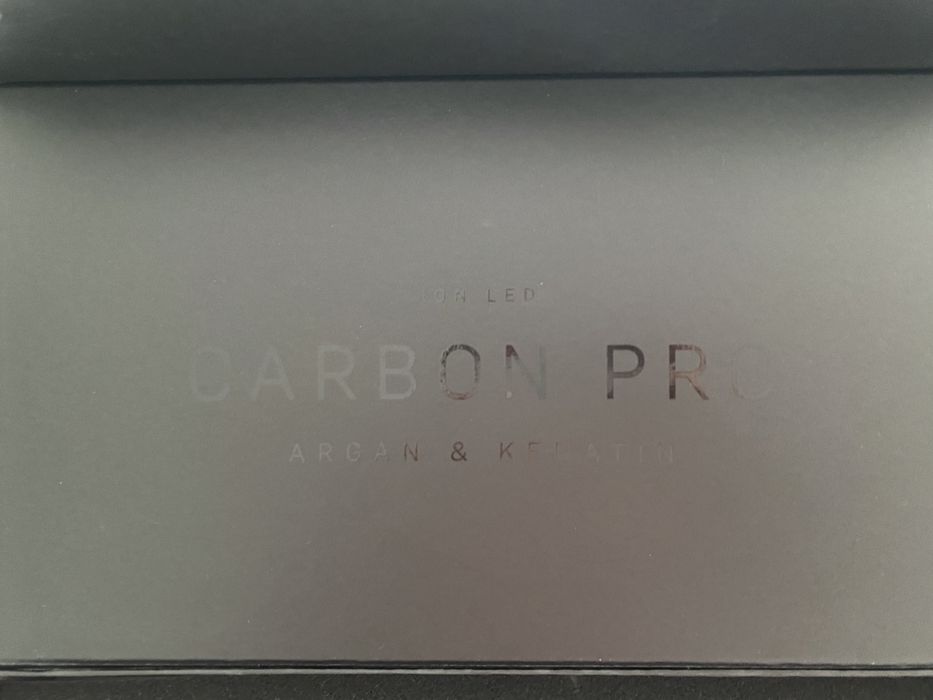 ION LED
CARBON PRO
ARGAN & KERATIN